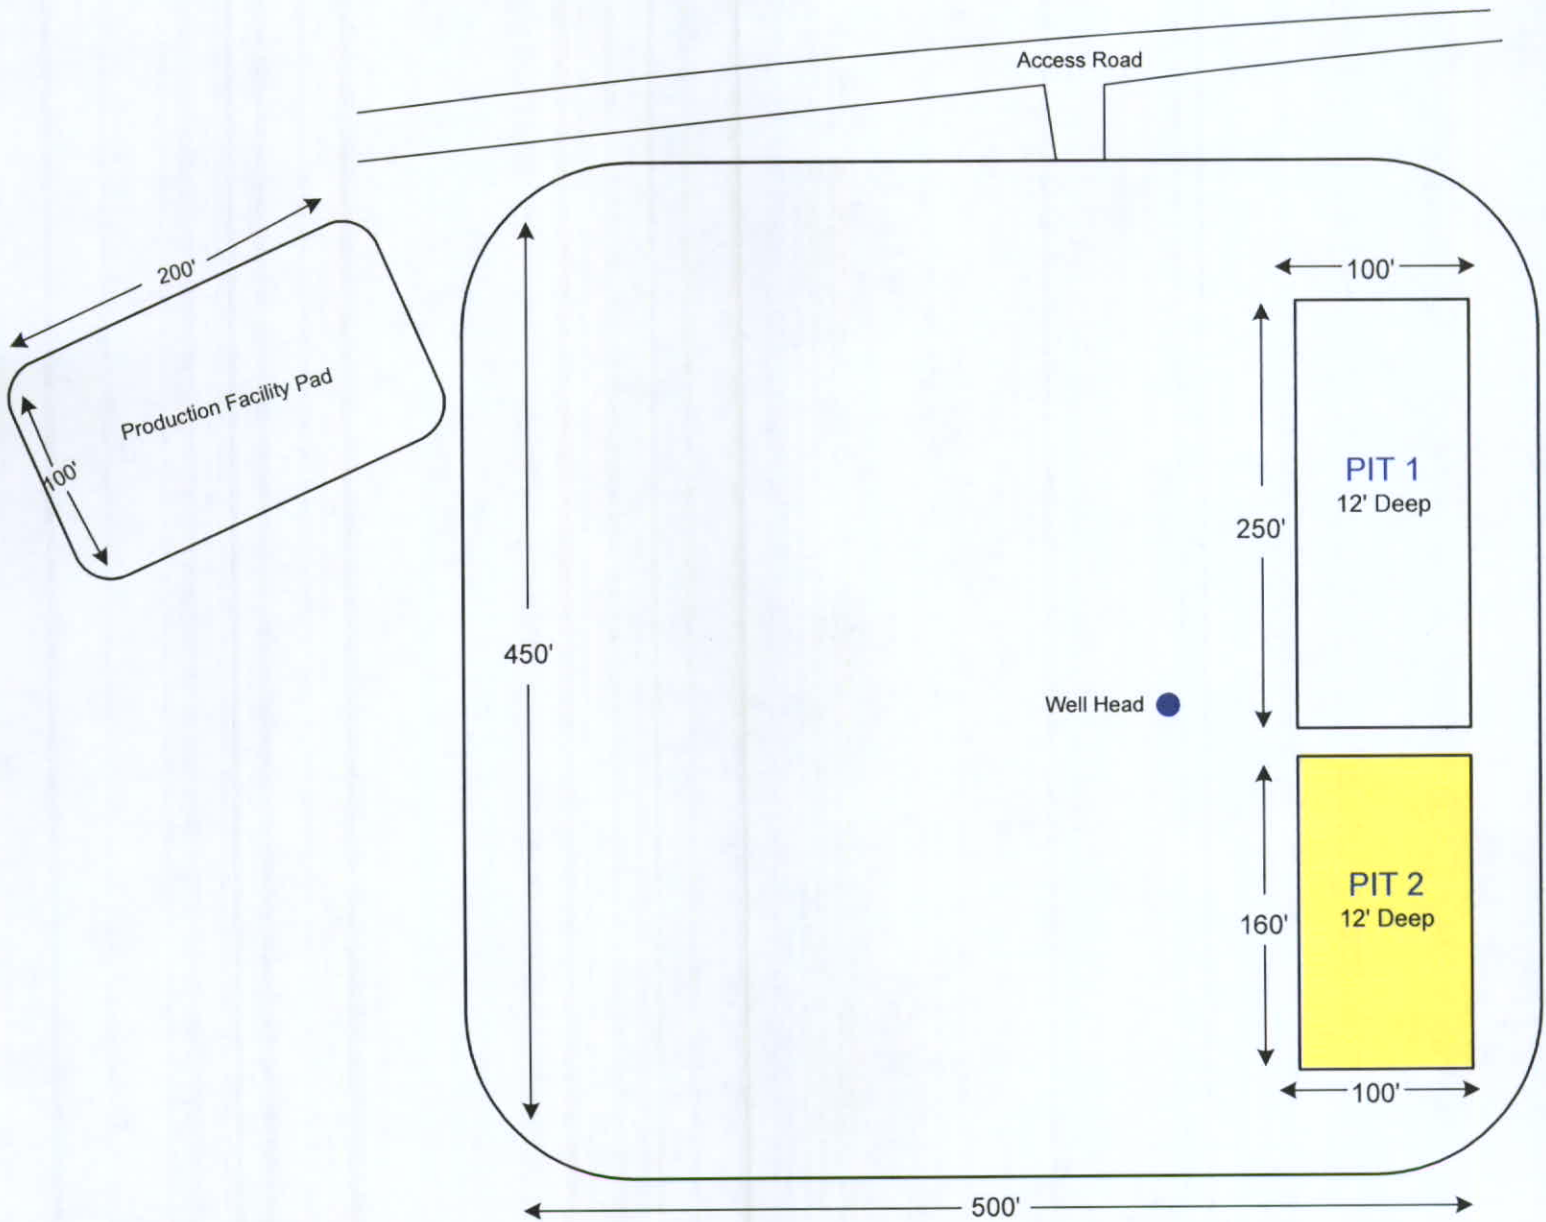 Access Road
200'
100'
Production Facility Pad
100'
PIT 1
12' Deep
250'
450'
Well Head
PIT 2
12' Deep
160'
100'
500'